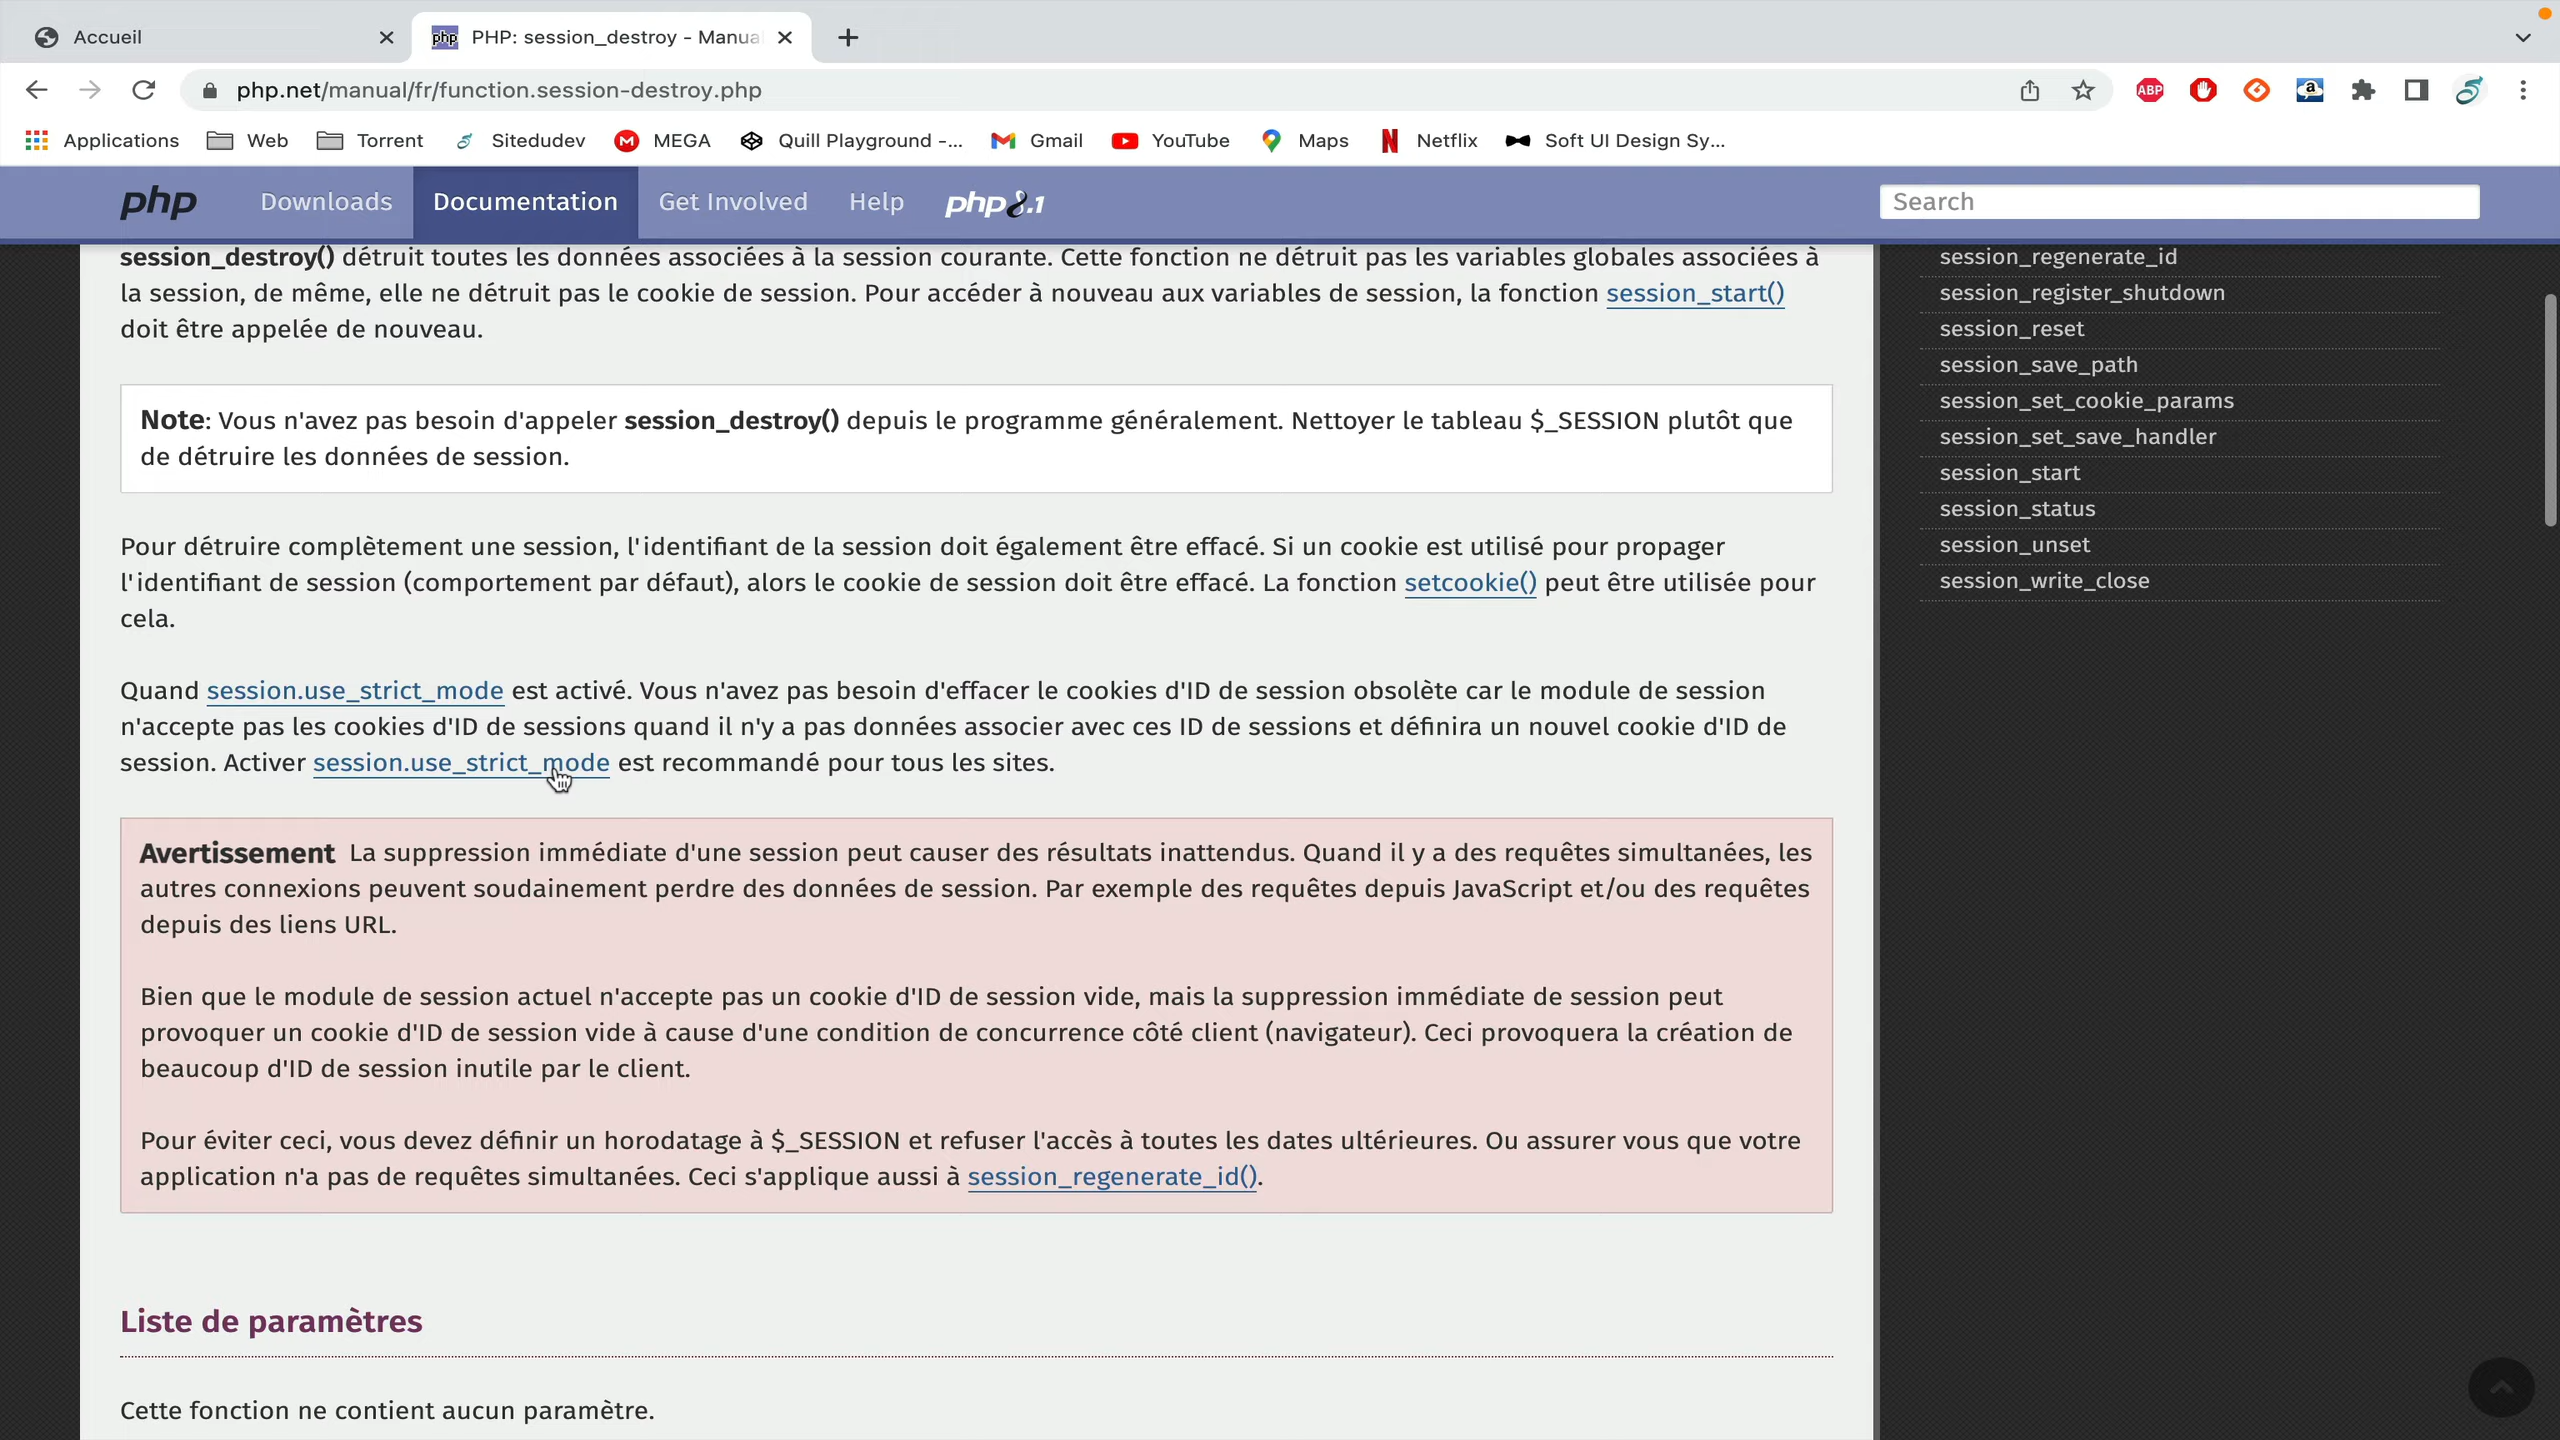 Accueil
PHP: session_destroy - Manua
php.net/manual/fr/function.session-destroy.php
ABP
Applications
Web
Torrent
Sitedudev
MEGA
Quill Playground -...
Gmail
YouTube
Maps
Netflix
Soft UI Design Sy...
php
Downloads
Documentation
Get Involved
Help
php8.1
Search
session_destroy() détruit toutes les données associées à la session courante. Cette fonction ne détruit pas les variables globales associées à
la session, de même, elle ne détruit pas le cookie de session. Pour accéder à nouveau aux variables de session, la fonction session_start()
doit être appelée de nouveau.
Note: Vous n'avez pas besoin d'appeler session_destroy() depuis le programme généralement. Nettoyer le tableau $_SESSION plutôt que
de détruire les données de session.
Pour détruire complètement une session, l'identifiant de la session doit également être effacé. Si un cookie est utilisé pour propager
l'identifiant de session (comportement par défaut), alors le cookie de session doit être effacé. La fonction setcookie() peut être utilisée pour
cela.
Quand session.use_strict_mode est activé. Vous n'avez pas besoin d'effacer le cookies d'ID de session obsolète car le module de session
n'accepte pas les cookies d'ID de sessions quand il n'y a pas données associer avec ces ID de sessions et définira un nouvel cookie d'ID de
session. Activer session.use_strict_mode est recommandé pour tous les sites.
Avertissement La suppression immédiate d'une session peut causer des résultats inattendus. Quand il y a des requêtes simultanées, les
autres connexions peuvent soudainement perdre des données de session. Par exemple des requêtes depuis JavaScript et/ou des requêtes
depuis des liens URL.
Bien que le module de session actuel n'accepte pas un cookie d'ID de session vide, mais la suppression immédiate de session peut
provoquer un cookie d'ID de session vide à cause d'une condition de concurrence côté client (navigateur). Ceci provoquera la création de
beaucoup d'ID de session inutile par le client.
Pour éviter ceci, vous devez définir un horodatage à $_SESSION et refuser l'accès à toutes les dates ultérieures. Ou assurer vous que votre
application n'a pas de requêtes simultanées. Ceci s'applique aussi à session_regenerate_id().
Liste de paramètres
Cette fonction ne contient aucun paramètre.
session_regenerate_id
session_register_shutdown
session_reset
session_save_path
session_set_cookie_params
session_set_save_handler
session_start
session_status
session_unset
session_write_close